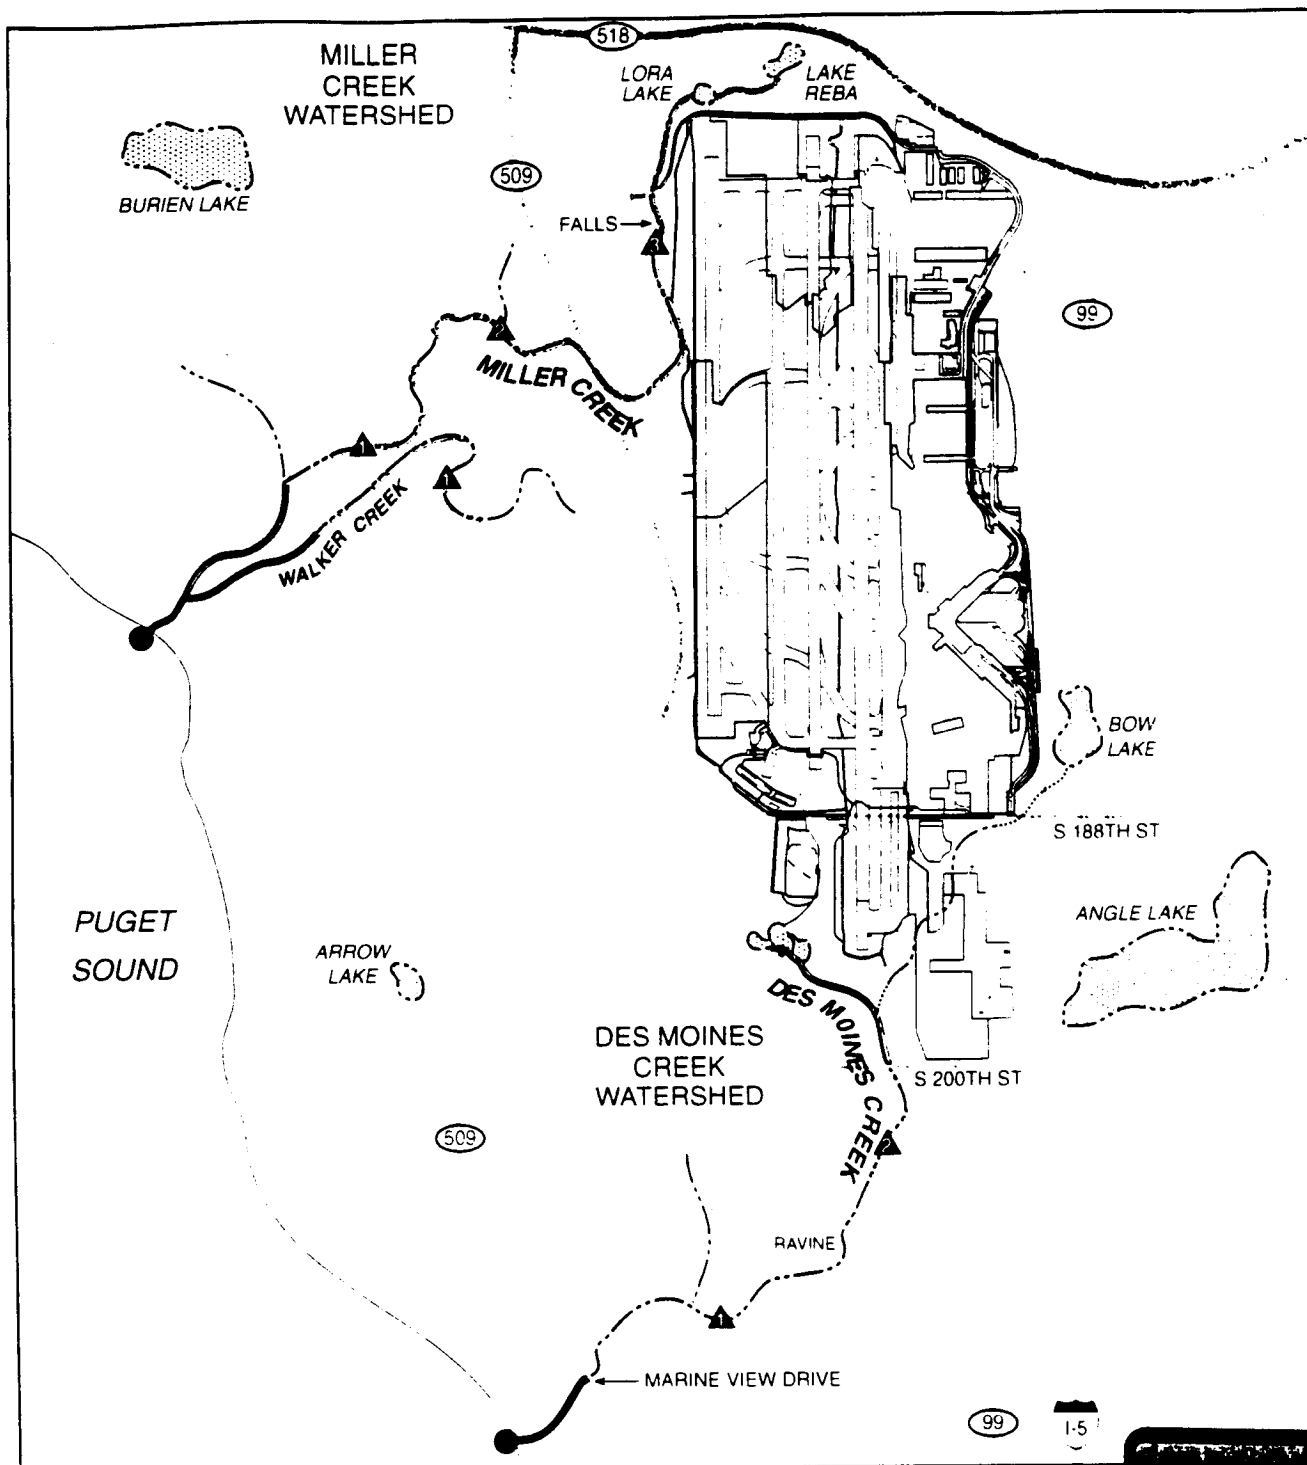 518
MILLER
CREEK
WATERSHED
LORA
LAKE
LAKE
REBA
509
BURIEN LAKE
FALLS
3
99
2
MILLER CREEK
1
1
WALKER CREEK
BOW
LAKE
S 188TH ST
PUGET
SOUND
ANGLE LAKE
ARROW
LAKE
DES MOINES CREEK
DES MOINES
CREEK
WATERSHED
S 200TH ST
509
2
RAVINE
1
MARINE VIEW DRIVE
99
I-5